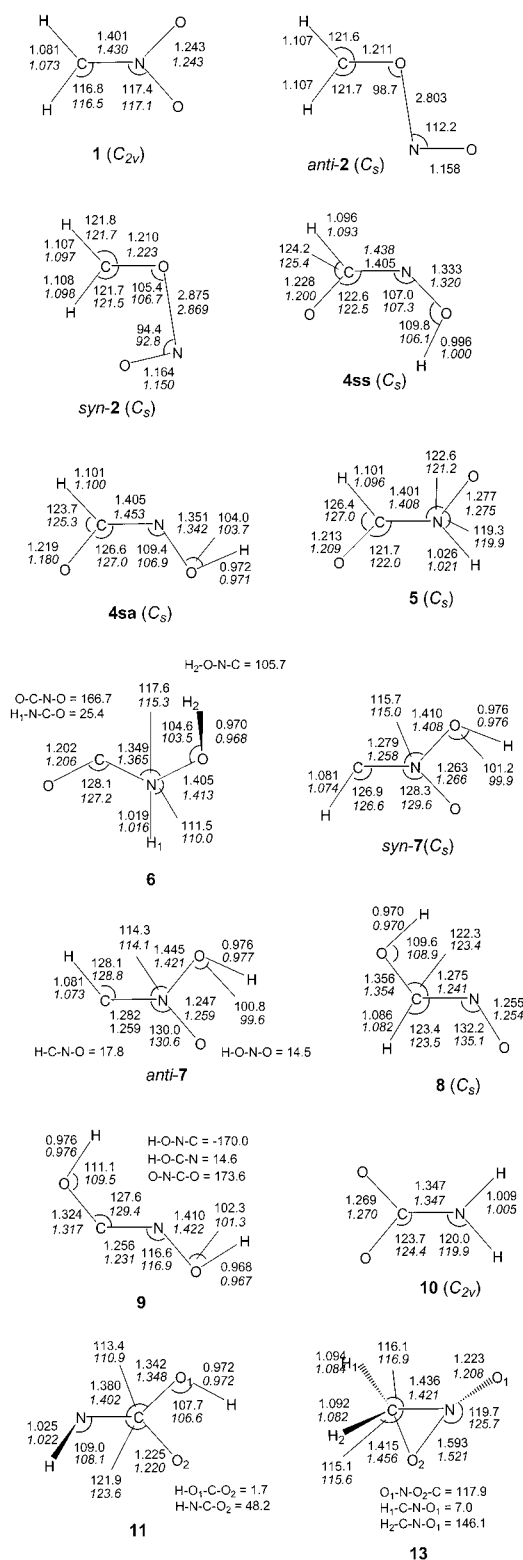 H 1.401 O
1.081 1.430 1.243
1.073 C N 1.243
116.8 117.4
H 116.5 117.1 O
1 (C2v)
H 121.6 1.211
1.107 C O
1.107 121.7 98.7 2.803
H 112.2
N O
1.158
anti-2 (Cs)
H 121.8 1.210
121.7 1.223
1.107 C O
1.097
1.108 121.7 105.4 2.875
1.098 121.5 106.7 2.869
H 94.4
92.8 N
O 1.164
1.150
syn-2 (Cs)
1.096
H 1.093
124.2 1.438
125.4 C 1.405 N 1.333
1.228 1.320
1.200 122.6 107.0 O
O 122.5 107.3
109.8 0.996
106.1 1.000
H
4ss (Cs)
H 1.101
1.100 1.405
123.7 1.453 1.351 104.0
125.3 C N 1.342 103.7
1.219 126.6 109.4 H
1.180 127.0 106.9 O 0.972
O 0.971
4sa (Cs)
122.6
H 1.101 121.2 O
1.096 1.401
126.4 1.408 1.277
127.0 C N 1.275
1.213 119.3
1.209 121.7 1.026 119.9
O 122.0 1.021 H
5 (Cs)
H2-O-N-C = 105.7
O-C-N-O = 166.7
H1-N-C-O = 25.4
117.6 H2
115.3
104.6 0.970
1.202 C 1.349 103.5 0.968
1.206 1.365 O
O 128.1 N 1.405
127.2 1.413
1.019 111.5
1.016 110.0
H1
6
115.7 1.410 0.976
115.0 1.408 O 0.976
1.279 H
1.258 1.263 101.2
C N 1.266 99.9
1.081
1.074 126.9 128.3
H 126.6 129.6 O
syn-7(Cs)
114.3
H 114.1 1.445 O 0.976
128.1 1.421 0.977
1.081 128.8 H
1.073 C N 1.247
1.282 1.259 100.8
1.259 130.0 99.6
130.6 O
H-C-N-O = 17.8 H-O-N-O = 14.5
anti-7
0.970 H
0.970
O 109.6 122.3
108.9 123.4
1.356 1.275
1.354 1.241
C N 1.255
1.086 1.254
1.082 123.4 132.2
H 123.5 135.1 O
8 (Cs)
H
0.976
0.976
O 111.1
109.5
127.6
1.324 129.4 1.410
1.317 C N 1.422 102.3
101.3
1.256 116.6 H
1.231 116.9 O 0.968
0.967
H-O-N-C = -170.0
H-O-C-N = 14.6
O-N-C-O = 173.6
9
O H
1.347
1.269 1.347 1.009
1.270 C N 1.005
123.7 120.0
O 124.4 119.9 H
10 (C2v)
113.4
110.9 1.342 0.972
1.380 1.348 O1 0.972
1.402 H
N C 107.7
1.025 106.6
1.022 109.0 1.225
H 108.1 1.220 O2
121.9
123.6
H-O1-C-O2 = 1.7
H-N-C-O2 = 48.2
11
1.094 H1 116.1 1.223
1.084 116.9 1.208 O1
1.092 1.436
1.082 1.421 119.7
H2 C N 125.7
1.415 1.593
115.1 1.456 1.521
115.6 O2
O1-N-O2-C = 117.9
H1-C-N-O1 = 7.0
H2-C-N-O1 = 146.1
13